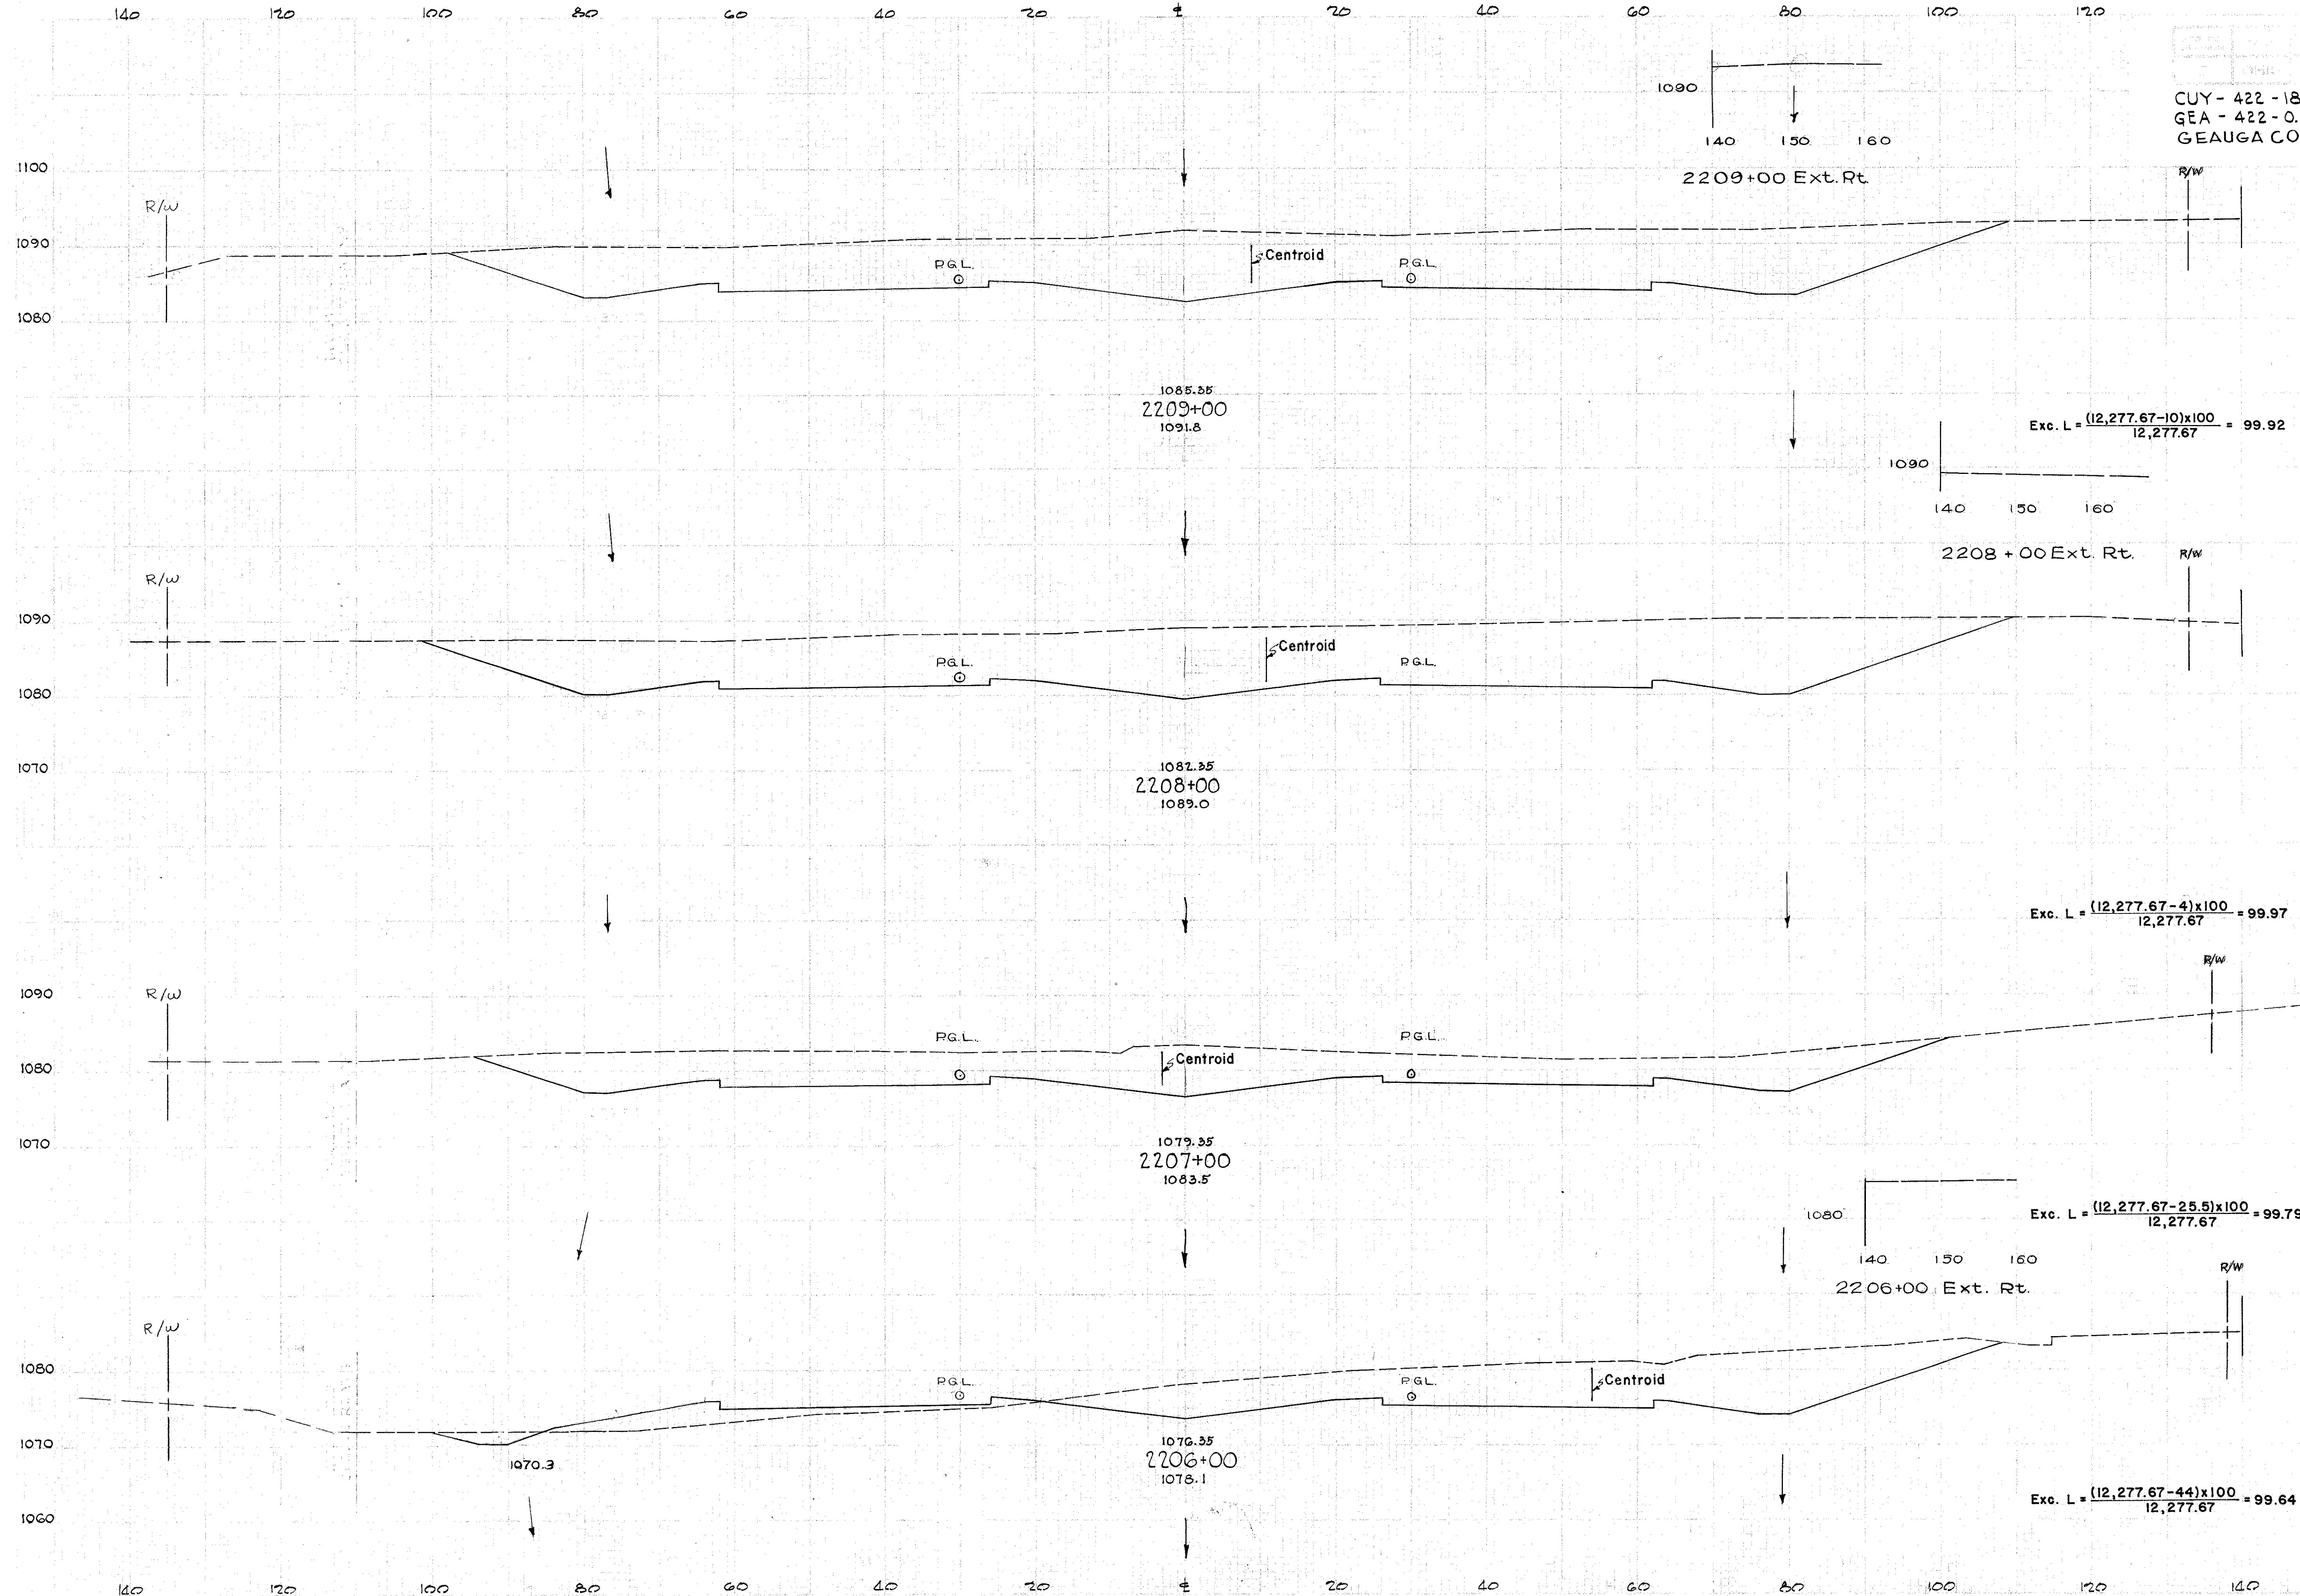 140 120 100 80 60 40 20 ℄ 20 40 60 80 100 120
1090
CUY - 422 - 18
GEA - 422 - 0.
GEAUGA CO
140 150 160
2209+00 Ext. Rt.
1100
R/W
R/W
1090
Centroid
P.G.L.
P.G.L.
1080
1085.35
2209+00
1091.8
Exc. L = (12,277.67-10)x100 / 12,277.67 = 99.92
1090
140 150 160
2208+00 Ext. Rt.
R/W
R/W
1090
Centroid
P.G.L.
P.G.L.
1080
1070
1082.35
2208+00
1089.0
Exc. L = (12,277.67-4)x100 / 12,277.67 = 99.97
R/W
1090
R/W
P.G.L.
P.G.L.
1080
Centroid
1070
1079.35
2207+00
1083.5
1080
Exc. L = (12,277.67-25.5)x100 / 12,277.67 = 99.79
140 150 160
2206+00 Ext. Rt.
R/W
R/W
1080
P.G.L.
P.G.L.
Centroid
1070
1070.3
1076.35
2206+00
1078.1
Exc. L = (12,277.67-44)x100 / 12,277.67 = 99.64
1060
140 120 100 80 60 40 20 ℄ 20 40 60 80 100 120 140